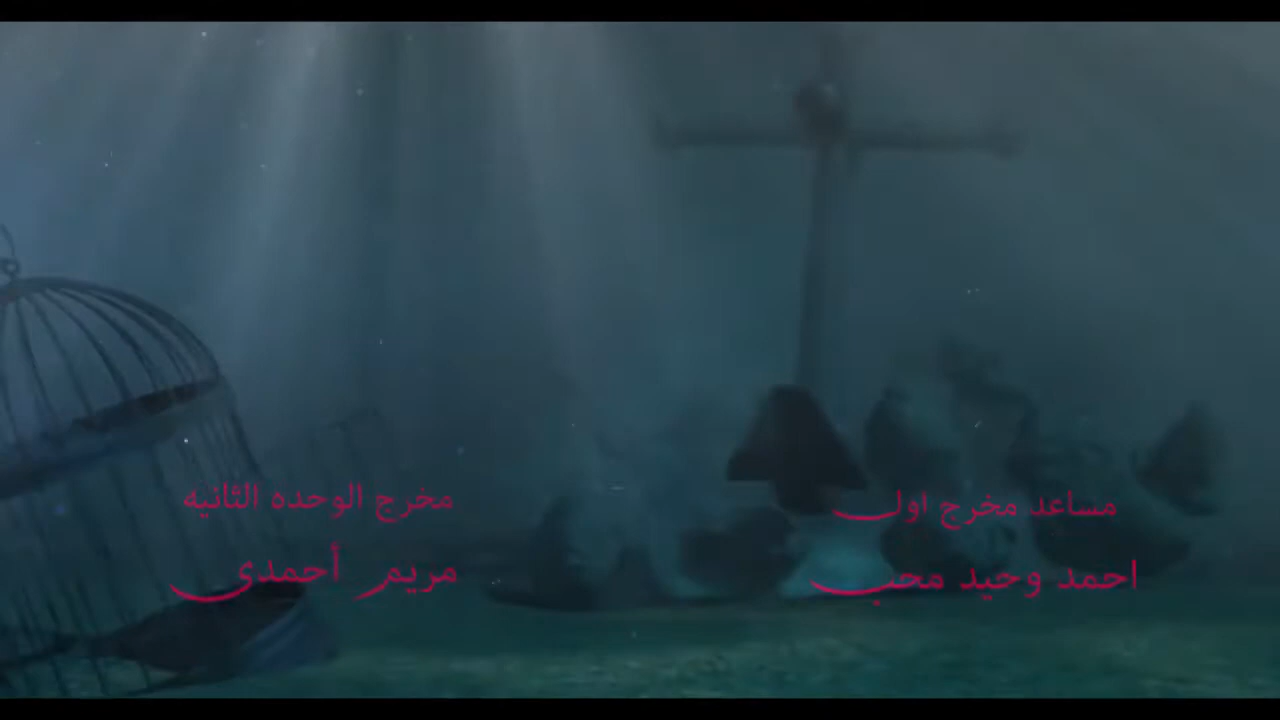 مساعد مخرج اول
احمد وحيد محب
مخرج الوحده الثانيه
مريم أحمدى